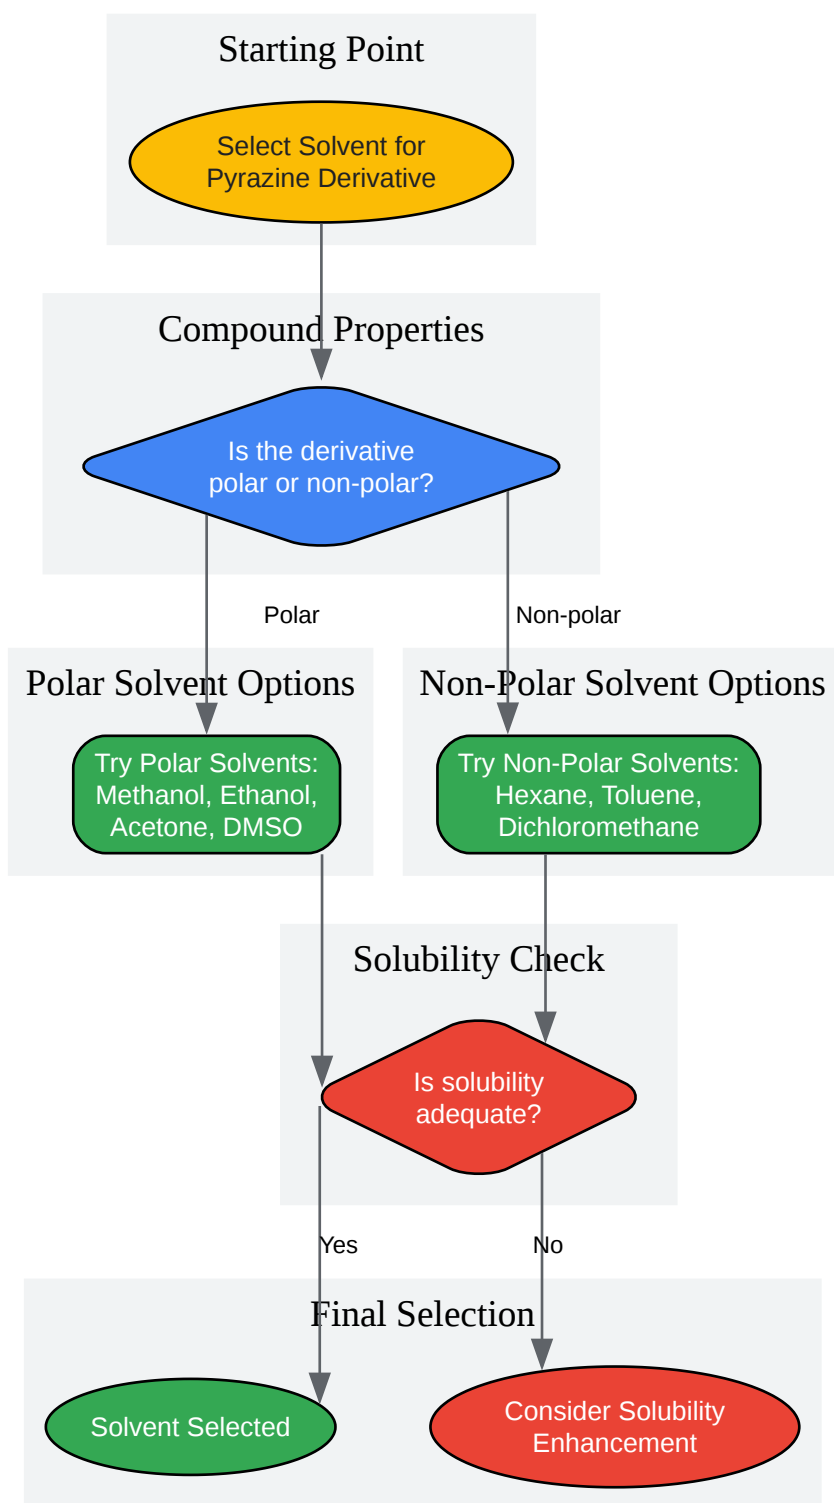 Starting Point
Select Solvent for
Pyrazine Derivative
Compound Properties
Is the derivative
polar or non-polar?
Polar
Non-polar
Polar Solvent Options
Try Polar Solvents:
Methanol, Ethanol,
Acetone, DMSO
Non-Polar Solvent Options
Try Non-Polar Solvents:
Hexane, Toluene,
Dichloromethane
Solubility Check
Is solubility
adequate?
Yes
No
Final Selection
Solvent Selected
Consider Solubility
Enhancement